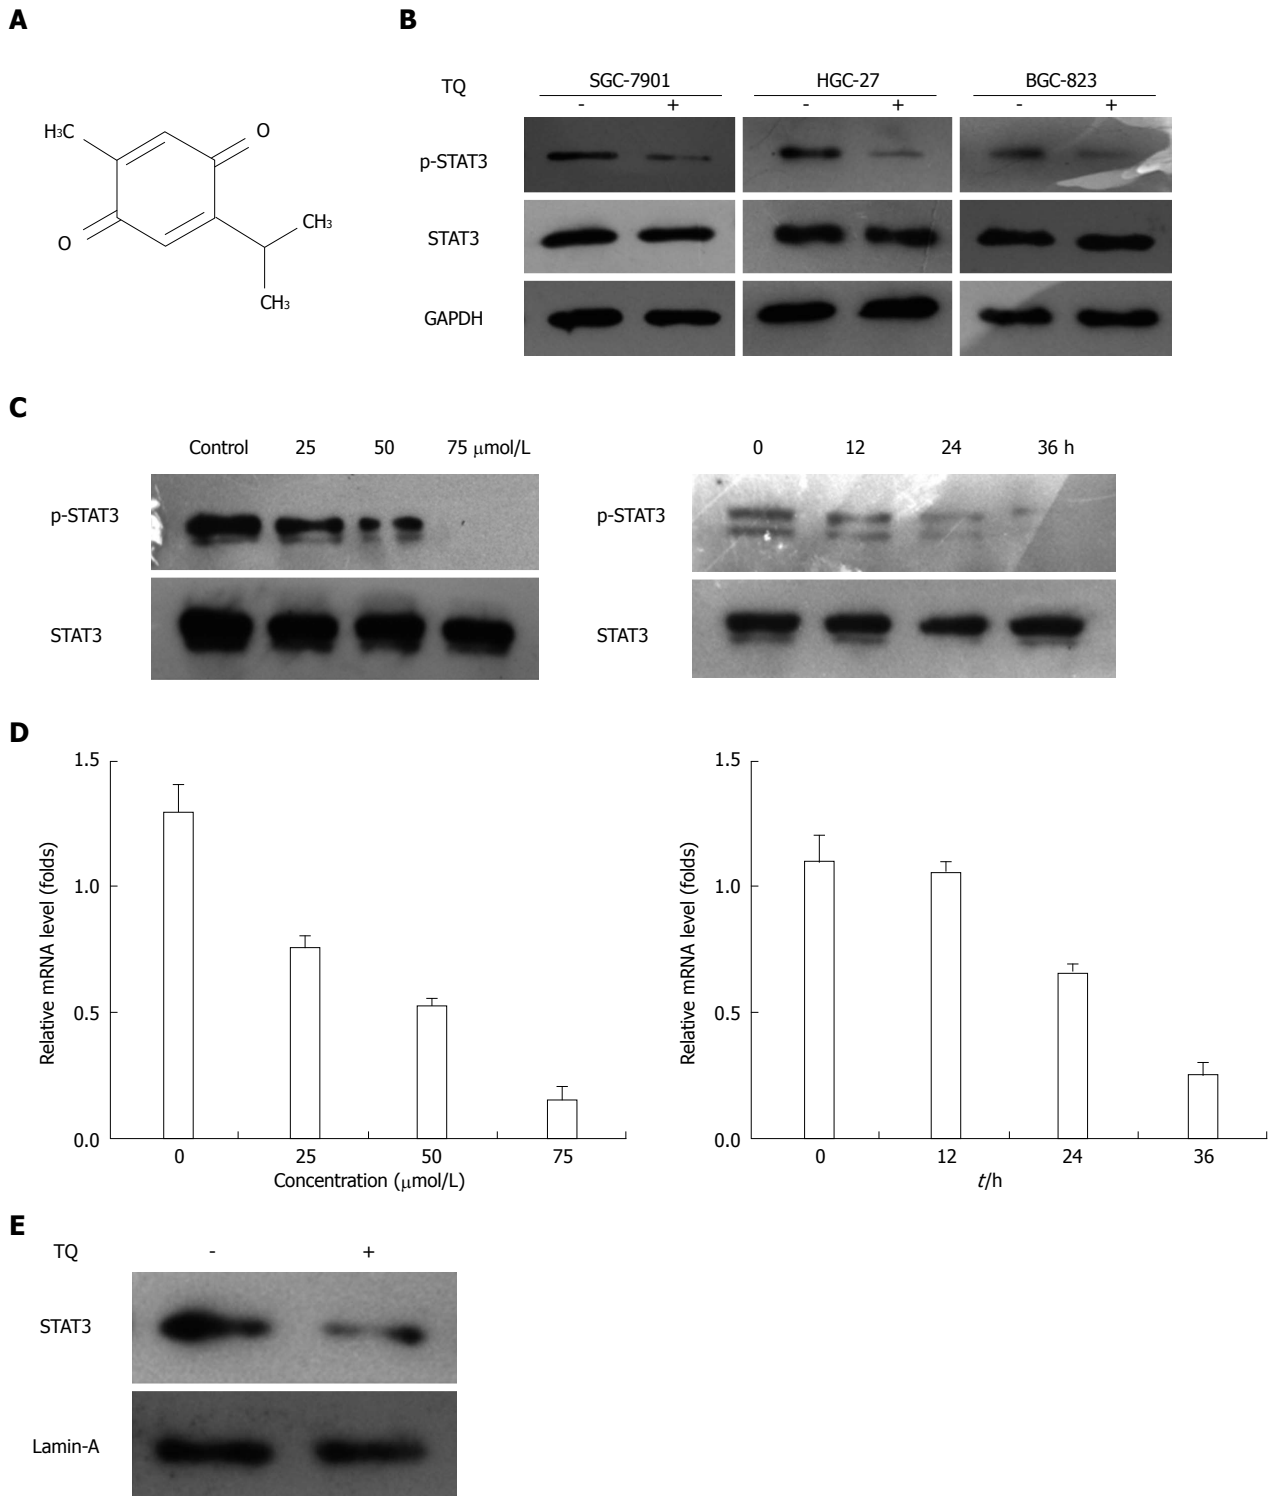 A
H3C
O
O
CH3
CH3
B
TQ SGC-7901 HGC-27 BGC-823
- + - + - +
p-STAT3
STAT3
GAPDH
C
Control 25 50 75 μmol/L
p-STAT3
STAT3
0 12 24 36 h
p-STAT3
STAT3
D
Relative mRNA level (folds)
1.5
1.0
0.5
0.0
0 25 50 75
Concentration (μmol/L)
Relative mRNA level (folds)
1.5
1.0
0.5
0.0
0 12 24 36
t/h
E
TQ - +
STAT3
Lamin-A